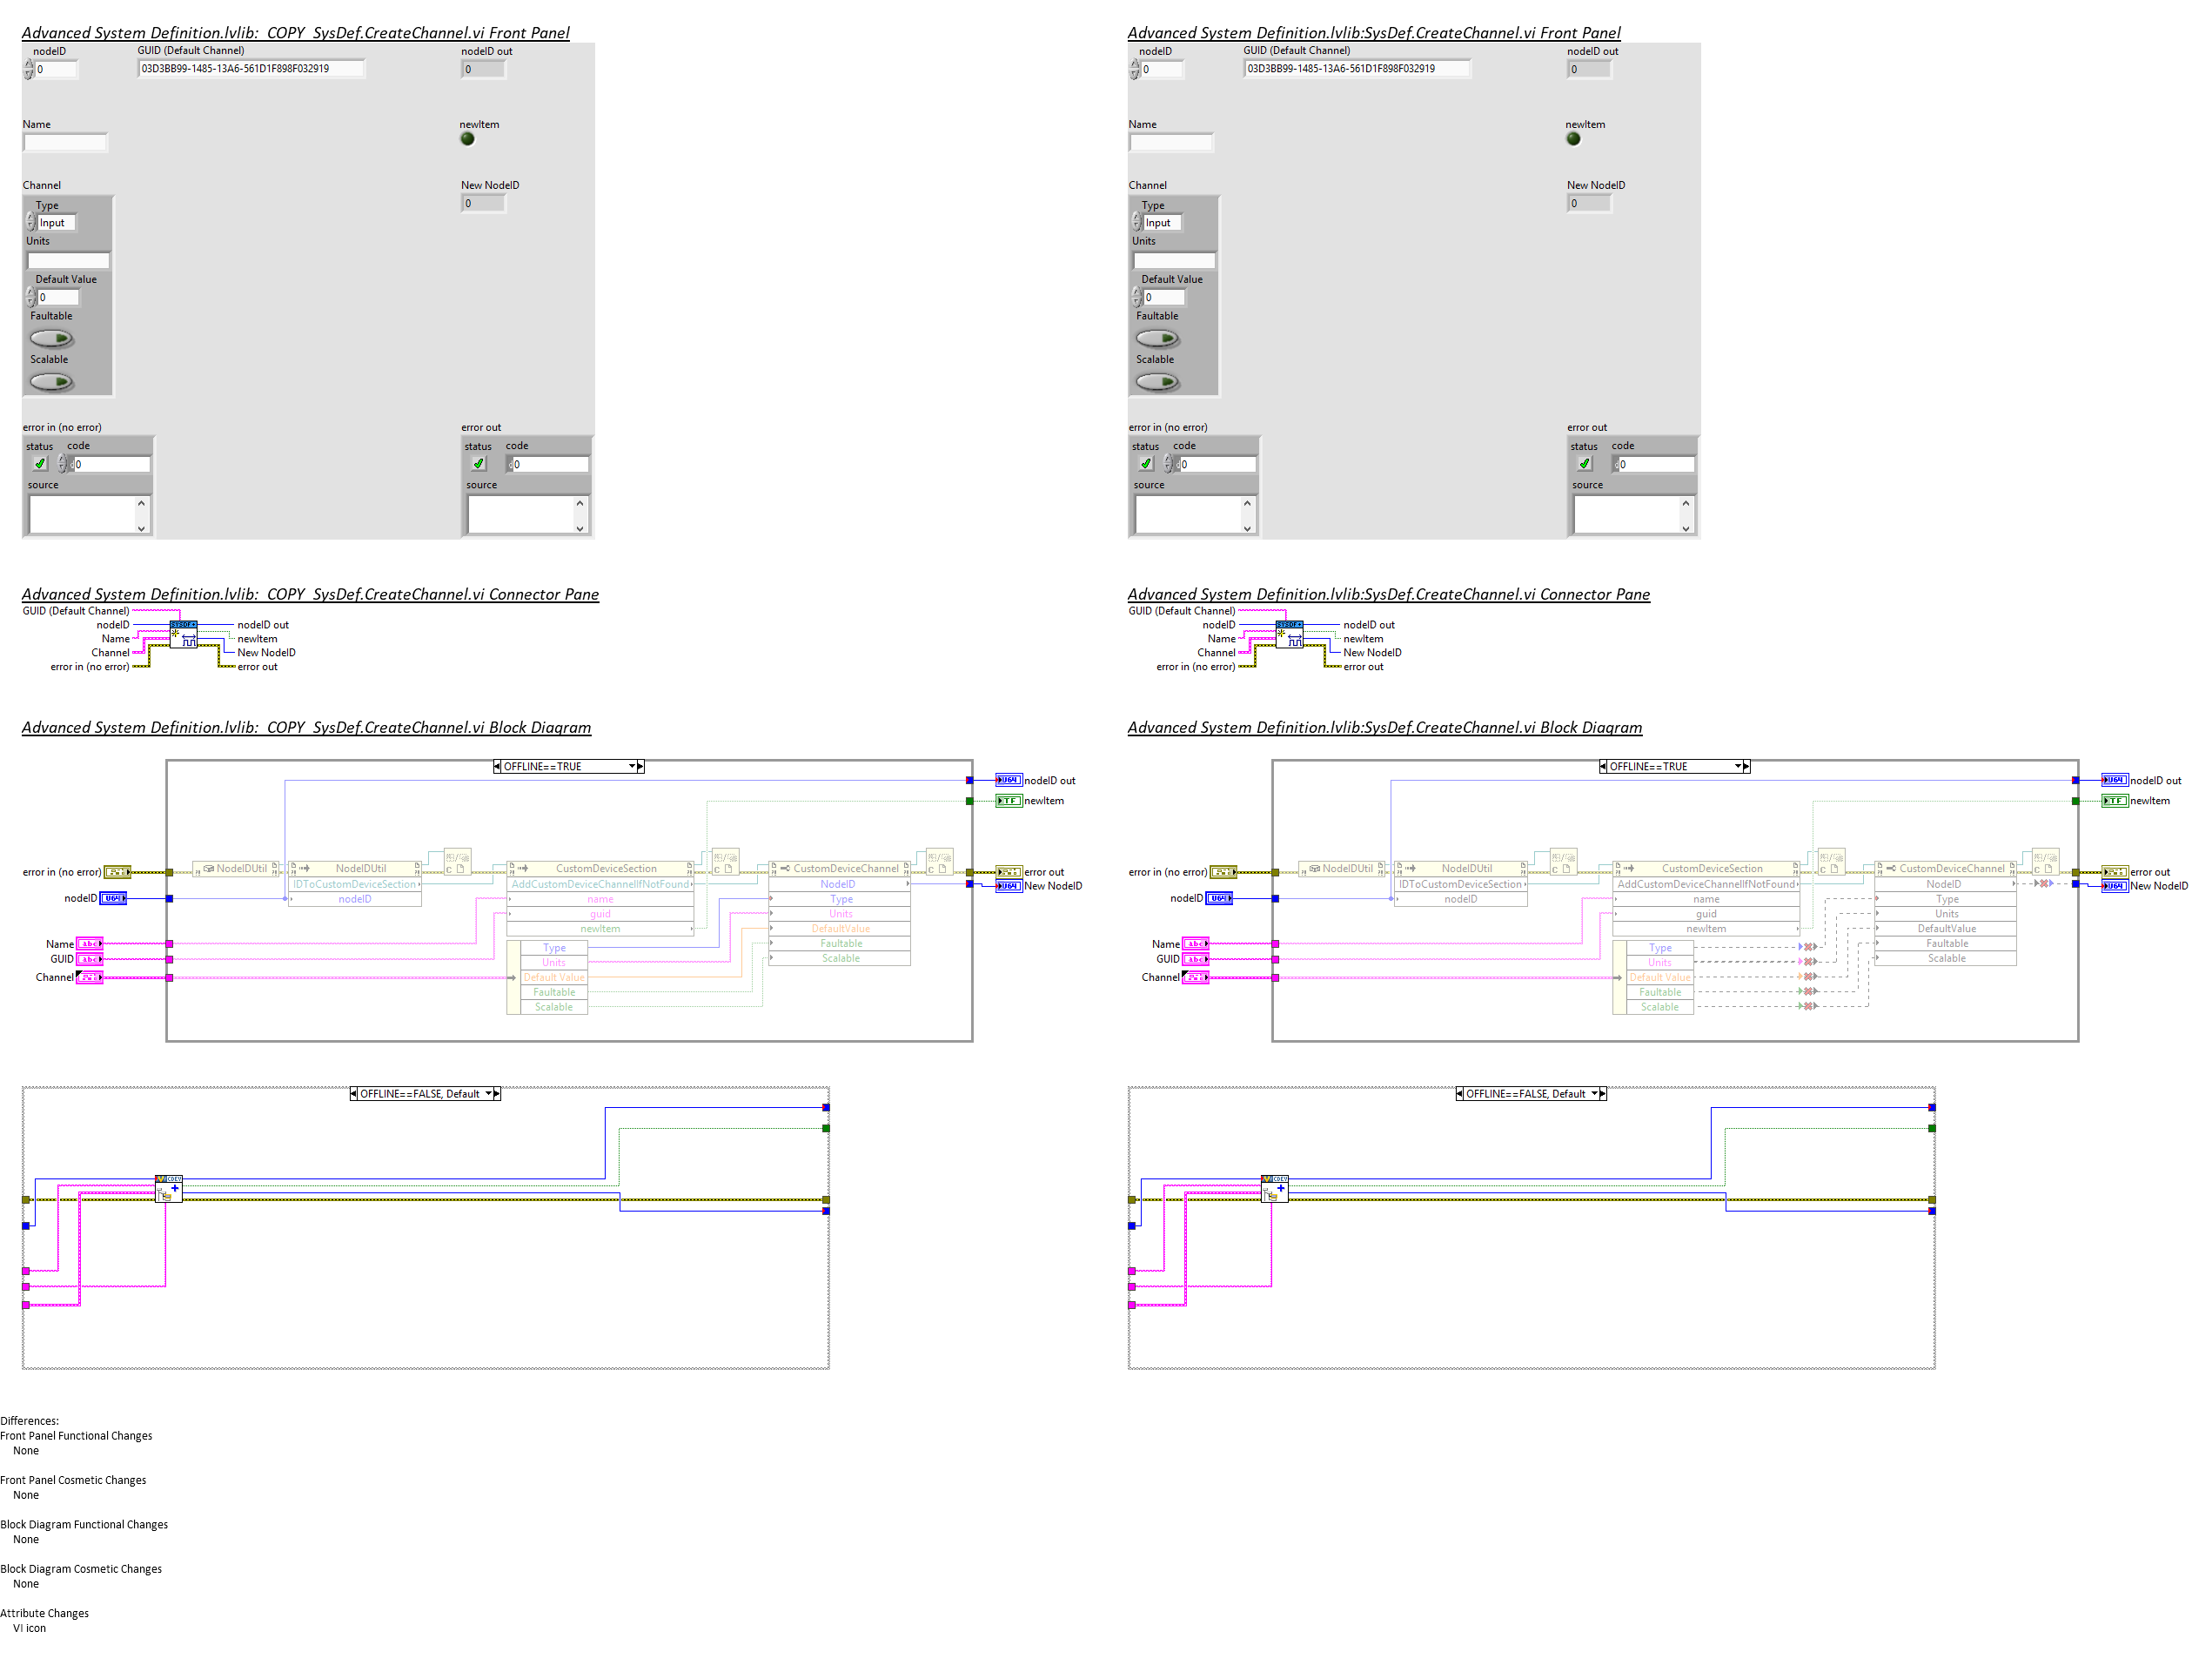 Advanced System Definition.lvlib:_COPY_SysDef.CreateChannel.vi Front Panel
nodeID
GUID (Default Channel)
nodeID out
0
03D3BB99-1485-13A6-561D1F898F032919
0
Name
newItem
Channel
New NodeID
Type
0
Input
Units
Default Value
0
Faultable
Scalable
error in (no error)
error out
status code
status code
0
0
source
source
Advanced System Definition.lvlib:SysDef.CreateChannel.vi Front Panel
nodeID
GUID (Default Channel)
nodeID out
0
03D3BB99-1485-13A6-561D1F898F032919
0
Name
newItem
Channel
New NodeID
Type
0
Input
Units
Default Value
0
Faultable
Scalable
error in (no error)
error out
status code
status code
0
0
source
source
Advanced System Definition.lvlib:_COPY_SysDef.CreateChannel.vi Connector Pane
GUID (Default Channel)
nodeID
nodeID out
Name
newItem
Channel
New NodeID
error in (no error)
error out
Advanced System Definition.lvlib:SysDef.CreateChannel.vi Connector Pane
GUID (Default Channel)
nodeID
nodeID out
Name
newItem
Channel
New NodeID
error in (no error)
error out
Advanced System Definition.lvlib:_COPY_SysDef.CreateChannel.vi Block Diagram
OFFLINE==TRUE
U64 nodeID out
TF newItem
error in (no error)
NodeIDUtil
NodeIDUtil
CustomDeviceSection
CustomDeviceChannel
error out
IDToCustomDeviceSection
AddCustomDeviceChannelIfNotFound
NodeID
U64 New NodeID
nodeID U64
nodeID
name
Type
guid
Units
newItem
DefaultValue
Name abc
Type
Faultable
GUID abc
Units
Scalable
Channel
Default Value
Faultable
Scalable
OFFLINE==FALSE, Default
CDEV
Advanced System Definition.lvlib:SysDef.CreateChannel.vi Block Diagram
OFFLINE==TRUE
U64 nodeID out
TF newItem
error in (no error)
NodeIDUtil
NodeIDUtil
CustomDeviceSection
CustomDeviceChannel
error out
IDToCustomDeviceSection
AddCustomDeviceChannelIfNotFound
NodeID
U64 New NodeID
nodeID U64
nodeID
name
Type
guid
Units
newItem
DefaultValue
Name abc
Type
Faultable
GUID abc
Units
Scalable
Channel
Default Value
Faultable
Scalable
OFFLINE==FALSE, Default
CDEV
Differences:
Front Panel Functional Changes
None
Front Panel Cosmetic Changes
None
Block Diagram Functional Changes
None
Block Diagram Cosmetic Changes
None
Attribute Changes
VI icon